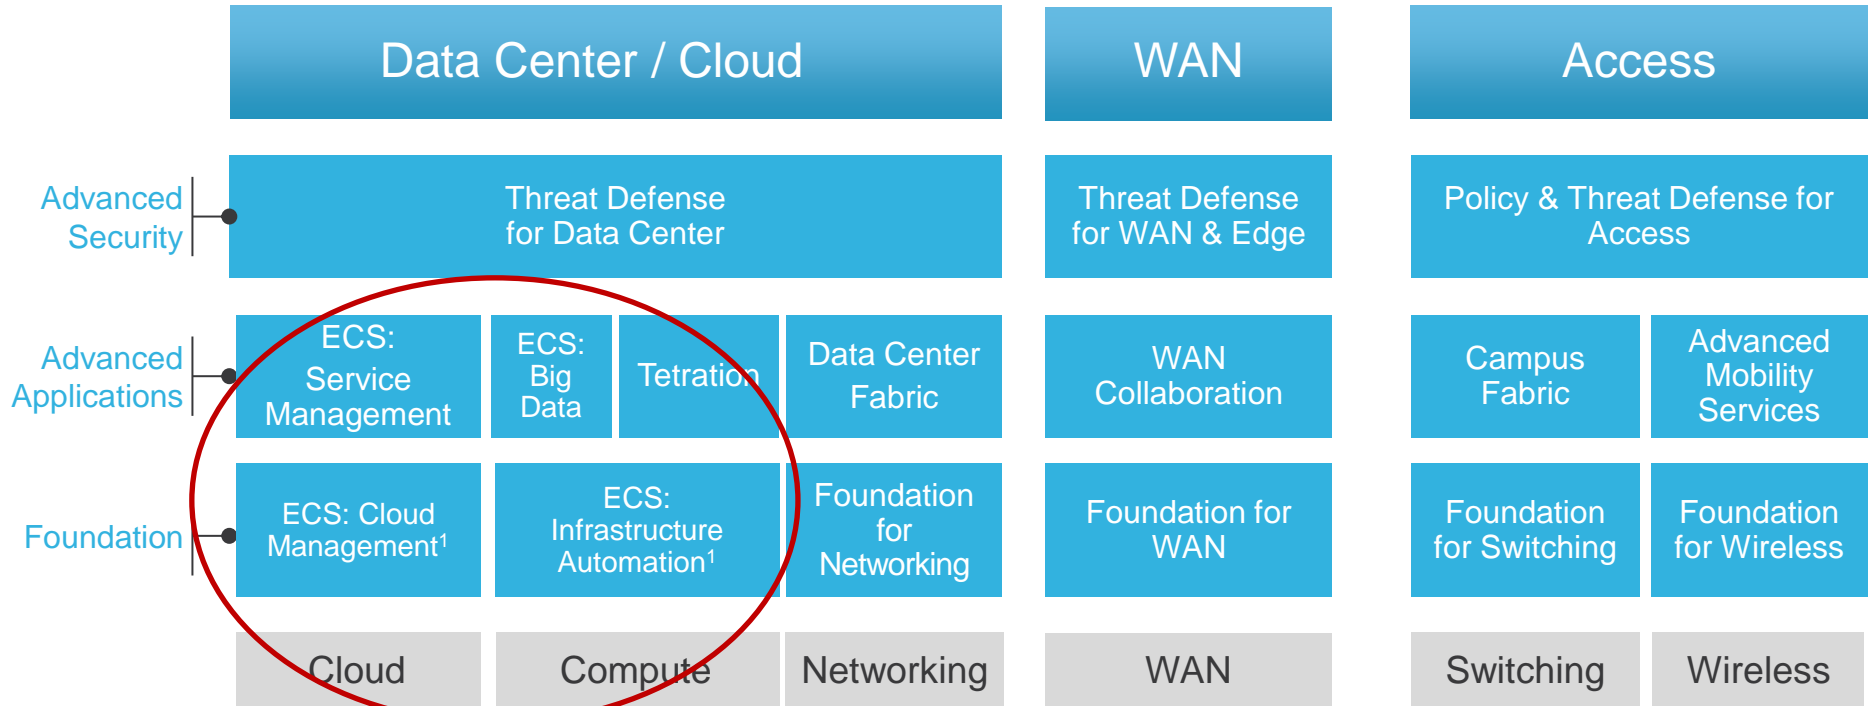 Data Center / Cloud
WAN
Access
Advanced
Security
Threat Defense
for Data Center
Threat Defense
for WAN & Edge
Policy & Threat Defense for
Access
Advanced
Applications
ECS:
Service
Management
ECS:
Big
Data
Tetration
Data Center
Fabric
WAN
Collaboration
Campus
Fabric
Advanced
Mobility
Services
Foundation
ECS: Cloud
Management¹
ECS:
Infrastructure
Automation¹
Foundation
for
Networking
Foundation for
WAN
Foundation
for Switching
Foundation
for Wireless
Cloud
Compute
Networking
WAN
Switching
Wireless